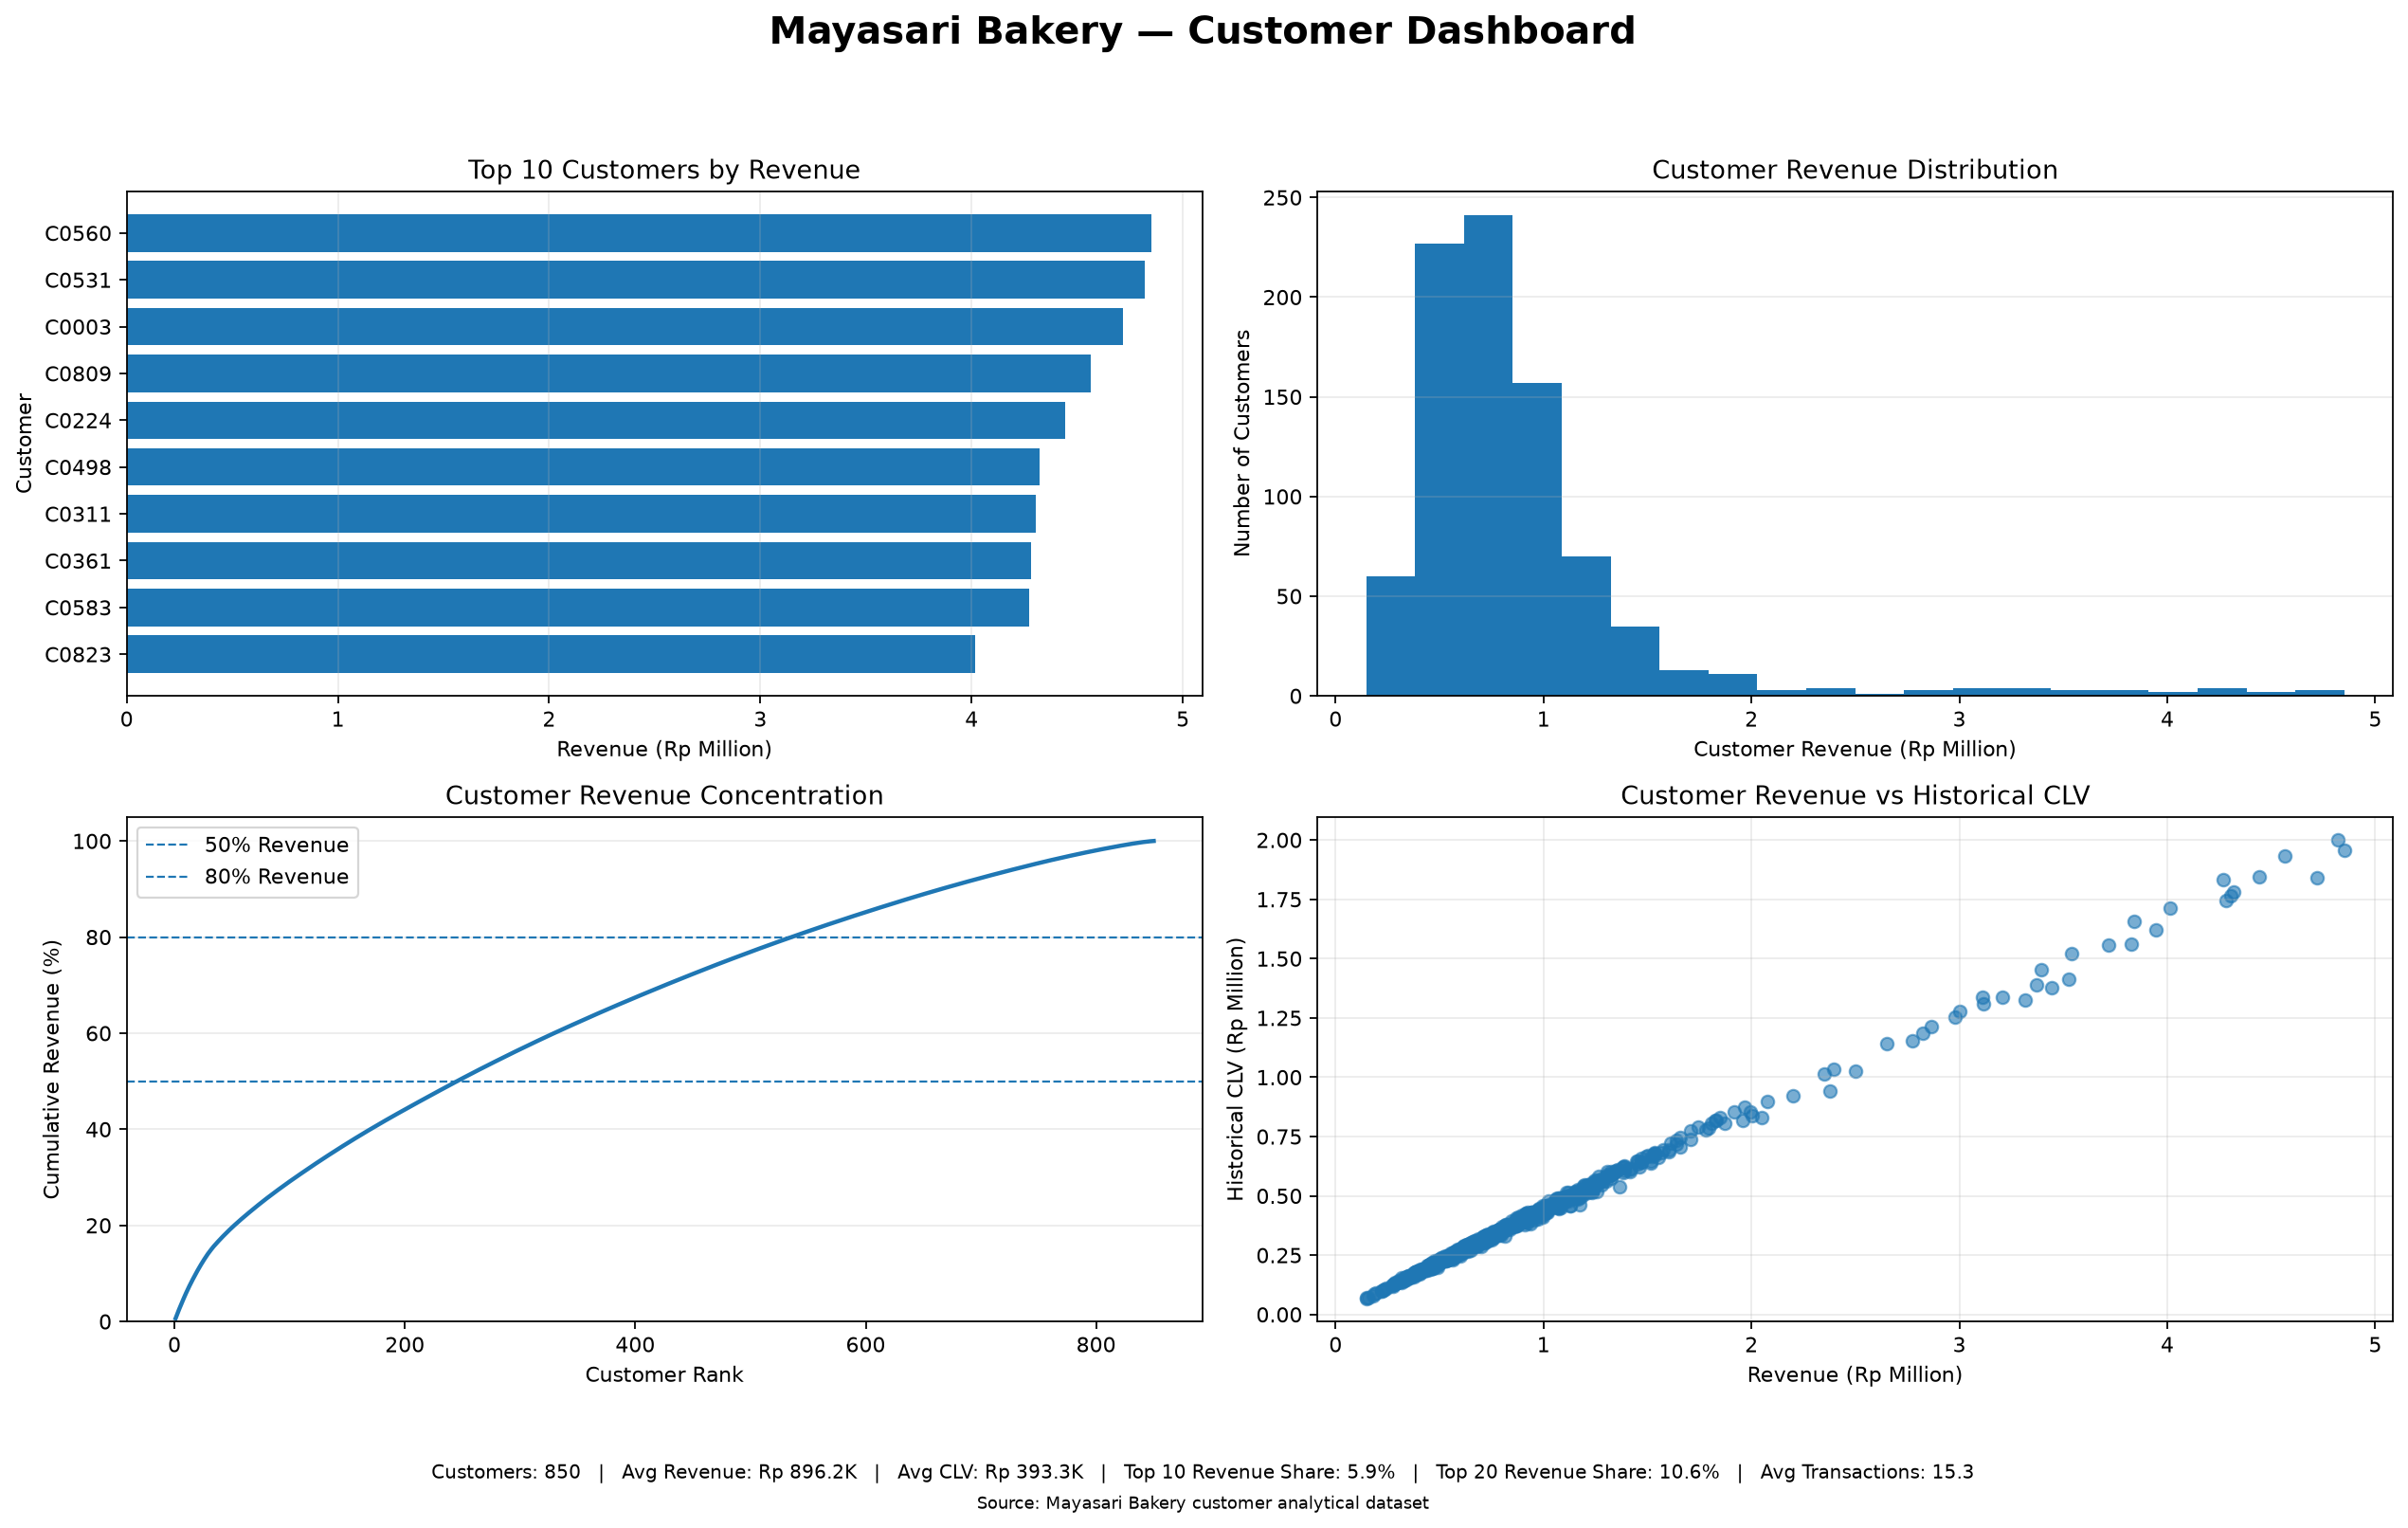 Mayasari Bakery — Customer Dashboard
Top 10 Customers by Revenue
Customer
C0560
C0531
C0003
C0809
C0224
C0498
C0311
C0361
C0583
C0823
0 1 2 3 4 5
Revenue (Rp Million)
Customer Revenue Distribution
Number of Customers
250
200
150
100
50
0
0 1 2 3 4 5
Customer Revenue (Rp Million)
Customer Revenue Concentration
50% Revenue
80% Revenue
Cumulative Revenue (%)
100
80
60
40
20
0
0 200 400 600 800
Customer Rank
Customer Revenue vs Historical CLV
Historical CLV (Rp Million)
2.00
1.75
1.50
1.25
1.00
0.75
0.50
0.25
0.00
0 1 2 3 4 5
Revenue (Rp Million)
Customers: 850 | Avg Revenue: Rp 896.2K | Avg CLV: Rp 393.3K | Top 10 Revenue Share: 5.9% | Top 20 Revenue Share: 10.6% | Avg Transactions: 15.3
Source: Mayasari Bakery customer analytical dataset